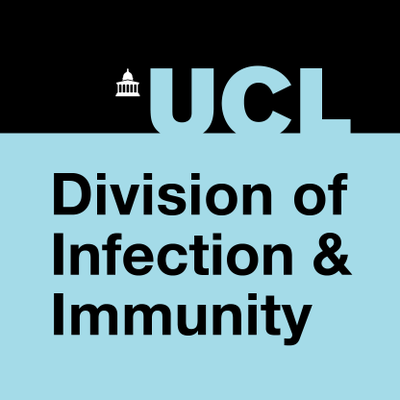 UCL
Division of
Infection &
Immunity